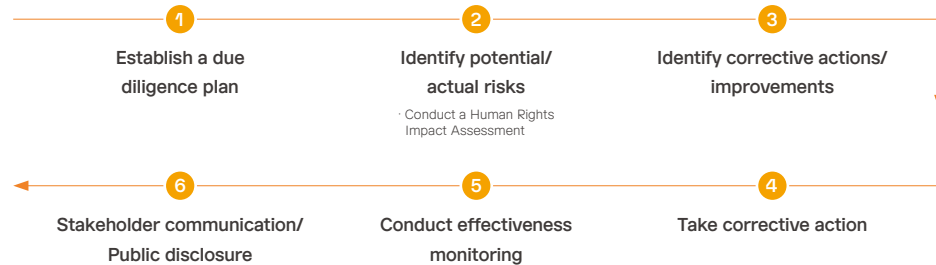 1
Establish a due
diligence plan
2
Identify potential/
actual risks
· Conduct a Human Rights
Impact Assessment
3
Identify corrective actions/
improvements
6
Stakeholder communication/
Public disclosure
5
Conduct effectiveness
monitoring
4
Take corrective action